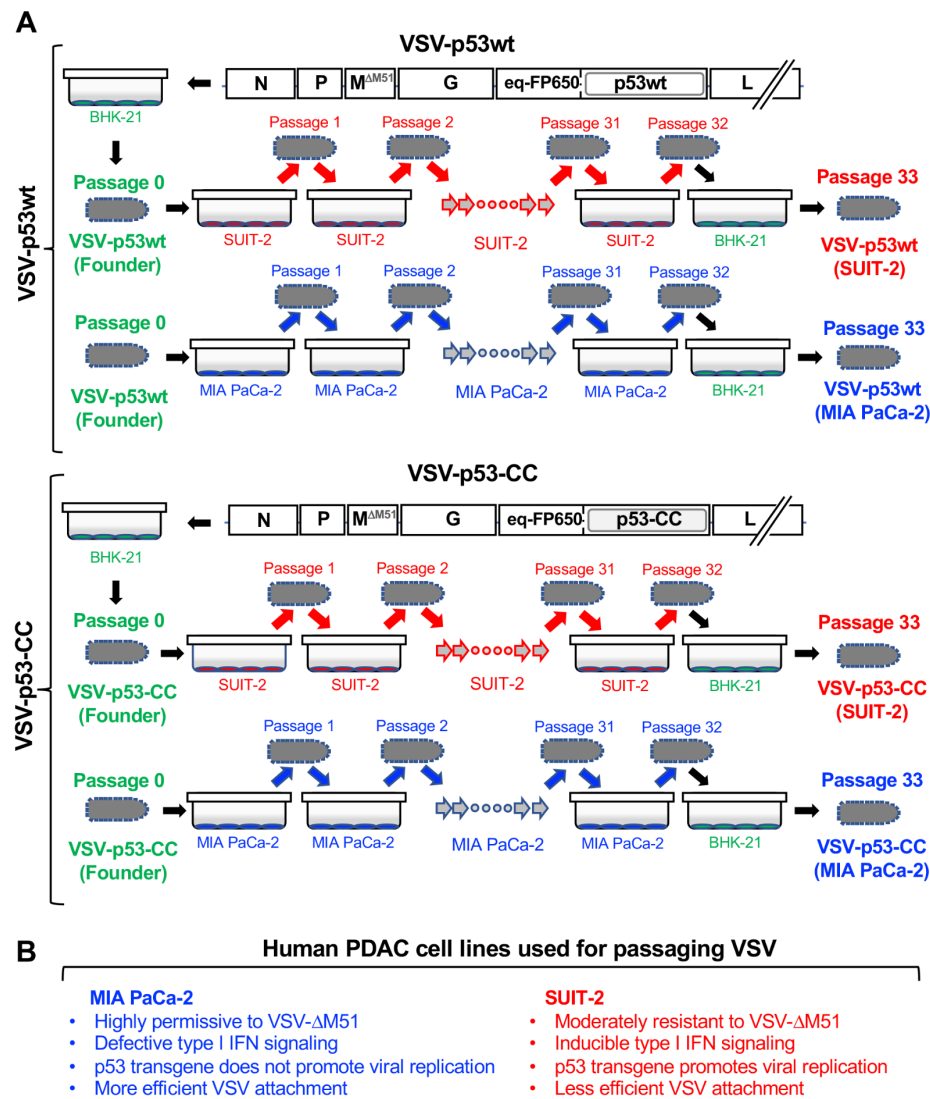 A
VSV-p53wt
N P M^ΔM51 G eq-FP650 p53wt L
BHK-21
Passage 1 Passage 2 Passage 31 Passage 32
Passage 0
Passage 33
SUIT-2 SUIT-2 SUIT-2 SUIT-2 BHK-21
VSV-p53wt
(Founder)
VSV-p53wt
(SUIT-2)
VSV-p53wt
Passage 1 Passage 2 Passage 31 Passage 32
Passage 0
Passage 33
MIA PaCa-2 MIA PaCa-2 MIA PaCa-2 MIA PaCa-2 BHK-21
VSV-p53wt
(Founder)
VSV-p53wt
(MIA PaCa-2)
VSV-p53-CC
N P M^ΔM51 G eq-FP650 p53-CC L
BHK-21
Passage 1 Passage 2 Passage 31 Passage 32
Passage 0
Passage 33
SUIT-2 SUIT-2 SUIT-2 SUIT-2 BHK-21
VSV-p53-CC
(Founder)
VSV-p53-CC
(SUIT-2)
VSV-p53-CC
Passage 1 Passage 2 Passage 31 Passage 32
Passage 0
Passage 33
MIA PaCa-2 MIA PaCa-2 MIA PaCa-2 MIA PaCa-2 BHK-21
VSV-p53-CC
(Founder)
VSV-p53-CC
(MIA PaCa-2)
B
Human PDAC cell lines used for passaging VSV
MIA PaCa-2
• Highly permissive to VSV-ΔM51
• Defective type I IFN signaling
• p53 transgene does not promote viral replication
• More efficient VSV attachment
SUIT-2
• Moderately resistant to VSV-ΔM51
• Inducible type I IFN signaling
• p53 transgene promotes viral replication
• Less efficient VSV attachment